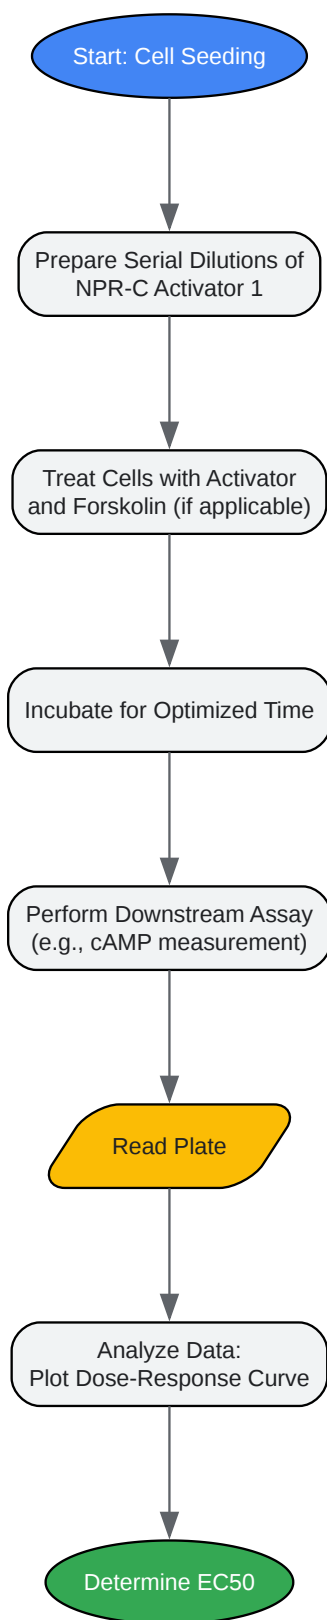 Start: Cell Seeding
Prepare Serial Dilutions of
NPR-C Activator 1
Treat Cells with Activator
and Forskolin (if applicable)
Incubate for Optimized Time
Perform Downstream Assay
(e.g., cAMP measurement)
Read Plate
Analyze Data:
Plot Dose-Response Curve
Determine EC50